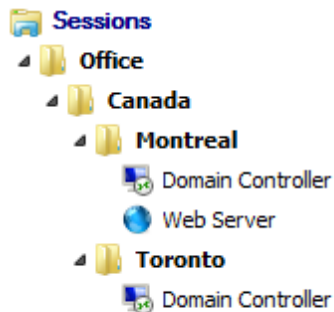 Sessions
Office
Canada
Montreal
Domain Controller
Web Server
Toronto
Domain Controller